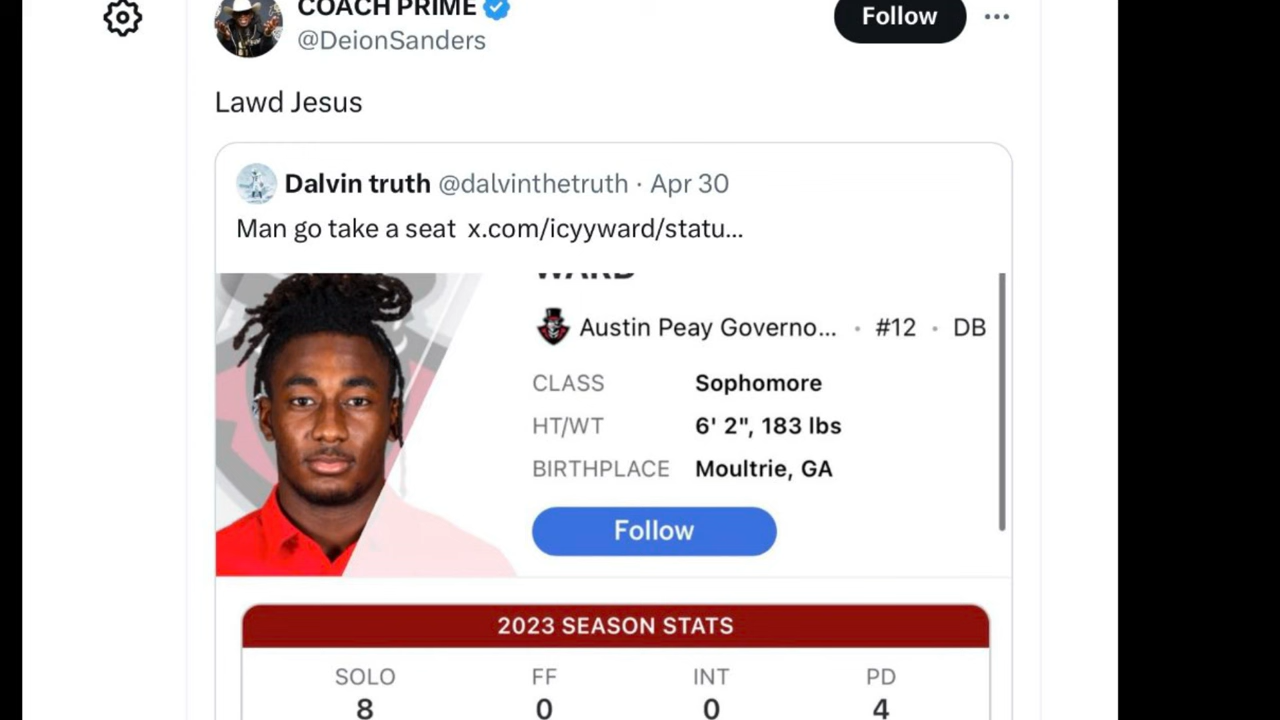 COACH PRIME
Follow
@DeionSanders
Lawd Jesus
Dalvin truth @dalvinthetruth · Apr 30
Man go take a seat x.com/icyyward/statu...
WARD
Austin Peay Governo... • #12 • DB
CLASS Sophomore
HT/WT 6' 2", 183 lbs
BIRTHPLACE Moultrie, GA
Follow
2023 SEASON STATS
SOLO FF INT PD
8 0 0 4